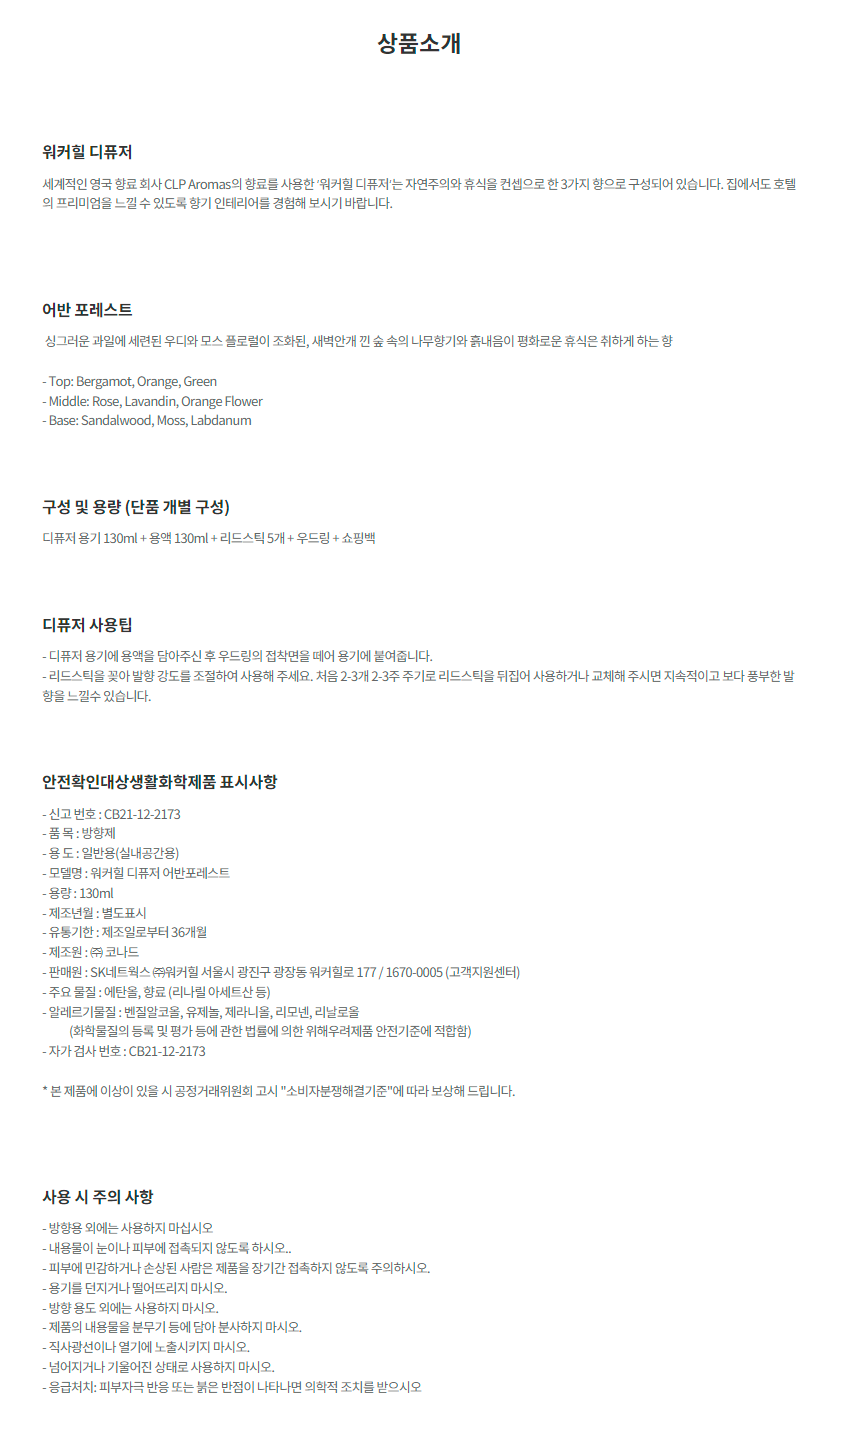 상품소개
워커힐 디퓨저
세계적인 영국 향료 회사 CLP Aromas의 향료를 사용한 '워커힐 디퓨저'는 자연주의와 휴식을 컨셉으로 한 3가지 향으로 구성되어 있습니다. 집에서도 호텔
의 프리미엄을 느낄 수 있도록 향기 인테리어를 경험해 보시기 바랍니다.
어반 포레스트
싱그러운 과일에 세련된 우디와 모스 플로럴이 조화된, 새벽안개 낀 숲 속의 나무향기와 흙내음이 평화로운 휴식은 취하게 하는 향
- Top: Bergamot, Orange, Green
- Middle: Rose, Lavandin, Orange Flower
- Base: Sandalwood, Moss, Labdanum
구성 및 용량 (단품 개별 구성)
디퓨저 용기 130ml + 용액 130ml + 리드스틱 5개 + 우드링 + 쇼핑백
디퓨저 사용팁
- 디퓨저 용기에 용액을 담아주신 후 우드링의 접착면을 떼어 용기에 붙여줍니다.
- 리드스틱을 꽂아 발향 강도를 조절하여 사용해 주세요. 처음 2-3개 2-3주 주기로 리드스틱을 뒤집어 사용하거나 교체해 주시면 지속적이고 보다 풍부한 발
향을 느낄수 있습니다.
안전확인대상생활화학제품 표시사항
- 신고 번호 : CB21-12-2173
- 품 목 : 방향제
- 용 도 : 일반용(실내공간용)
- 모델명 : 워커힐 디퓨저 어반포레스트
- 용량 : 130ml
- 제조년월 : 별도표시
- 유통기한 : 제조일로부터 36개월
- 제조원 : ㈜ 코나드
- 판매원 : SK네트웍스 ㈜워커힐 서울시 광진구 광장동 워커힐로 177 / 1670-0005 (고객지원센터)
- 주요 물질 : 에탄올, 향료 (리나릴 아세트산 등)
- 알레르기물질 : 벤질알코올, 유제놀, 제라니올, 리모넨, 리날로올
(화학물질의 등록 및 평가 등에 관한 법률에 의한 위해우려제품 안전기준에 적합함)
- 자가 검사 번호 : CB21-12-2173
* 본 제품에 이상이 있을 시 공정거래위원회 고시 "소비자분쟁해결기준"에 따라 보상해 드립니다.
사용 시 주의 사항
- 방향용 외에는 사용하지 마십시오
- 내용물이 눈이나 피부에 접촉되지 않도록 하시오..
- 피부에 민감하거나 손상된 사람은 제품을 장기간 접촉하지 않도록 주의하시오.
- 용기를 던지거나 떨어뜨리지 마시오.
- 방향 용도 외에는 사용하지 마시오.
- 제품의 내용물을 분무기 등에 담아 분사하지 마시오.
- 직사광선이나 열기에 노출시키지 마시오.
- 넘어지거나 기울어진 상태로 사용하지 마시오.
- 응급처치: 피부자극 반응 또는 붉은 반점이 나타나면 의학적 조치를 받으시오